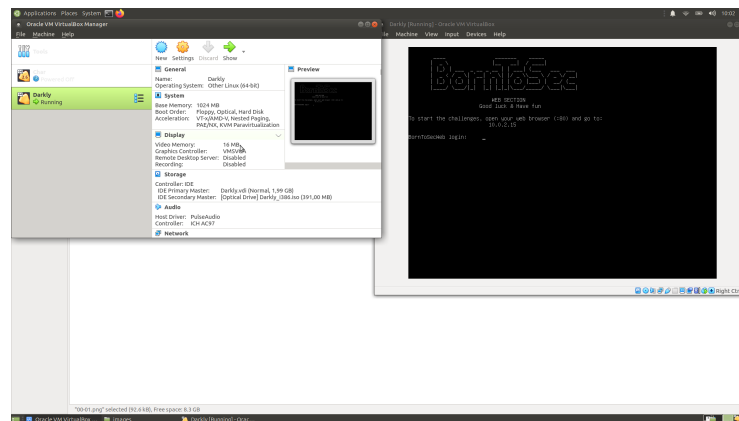 Applications Places System
10:02
Oracle VM VirtualBox Manager
File Machine Help
Tools
Powered Off
Darkly
Running
New Settings Discard Show
General
Name: Darkly
Operating System: Other Linux (64-bit)
System
Base Memory: 1024 MB
Boot Order: Floppy, Optical, Hard Disk
Acceleration: VT-x/AMD-V, Nested Paging,
PAE/NX, KVM Paravirtualization
Display
Video Memory: 16 MB
Graphics Controller: VMSVGA
Remote Desktop Server: Disabled
Recording: Disabled
Storage
Controller: IDE
IDE Primary Master: Darkly.vdi (Normal, 1,99 GB)
IDE Secondary Master: [Optical Drive] Darkly_i386.iso (391,00 MB)
Audio
Host Driver: PulseAudio
Controller: ICH AC97
Network
Preview
Darkly [Running] - Oracle VM VirtualBox
Machine View Input Devices Help
BornToSec
WEB SECTION
Good luck & Have fun
To start the challenges, open your web browser (:80) and go to:
10.0.2.15
BornToSecWeb login: _
Right Ctrl
"00-01.png" selected (92.6 kB), Free space: 8.3 GB
Oracle VM VirtualBox ...
Images
Darkly [Running] - Orac...